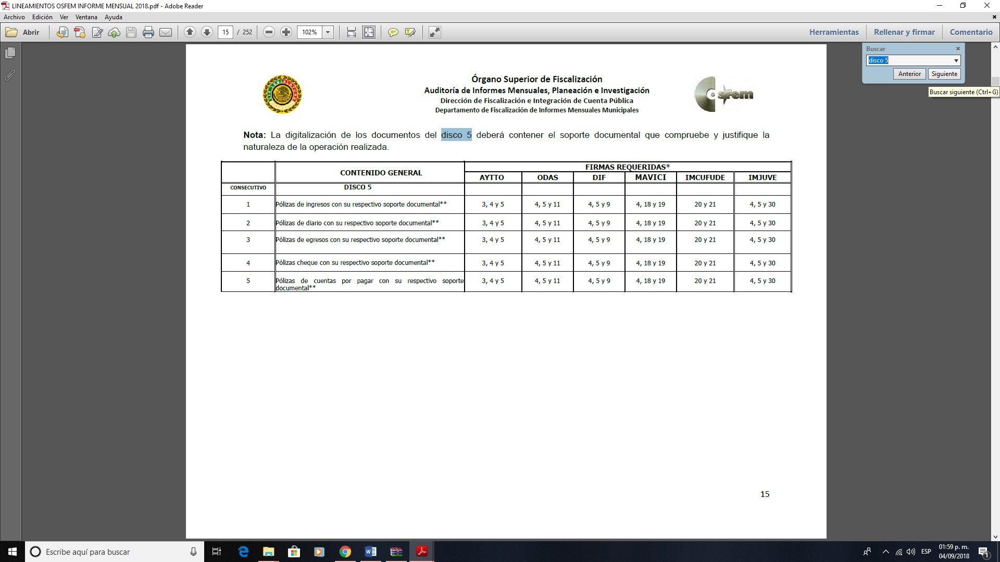 LINEAMIENTOS OSFEM INFORME MENSUAL 2018.pdf - Adobe Reader
Archivo Edición Ver Ventana Ayuda
Abrir 15 / 252 102% Herramientas Rellenar y firmar Comentario
Buscar
disco 5
Anterior Siguiente
Buscar siguiente (Ctrl+G)
Órgano Superior de Fiscalización
Auditoría de Informes Mensuales, Planeación e Investigación
Dirección de Fiscalización e Integración de Cuenta Pública
Departamento de Fiscalización de Informes Mensuales Municipales
osfem
Nota: La digitalización de los documentos del disco 5 deberá contener el soporte documental que compruebe y justifique la
naturaleza de la operación realizada.
CONTENIDO GENERAL FIRMAS REQUERIDAS*
AYTTO ODAS DIF MAVICI IMCUFUDE IMJUVE
CONSECUTIVO DISCO 5
1 Pólizas de ingresos con su respectivo soporte documental** 3, 4 y 5 4, 5 y 11 4, 5 y 9 4, 18 y 19 20 y 21 4, 5 y 30
2 Pólizas de diario con su respectivo soporte documental** 3, 4 y 5 4, 5 y 11 4, 5 y 9 4, 18 y 19 20 y 21 4, 5 y 30
3 Pólizas de egresos con su respectivo soporte documental** 3, 4 y 5 4, 5 y 11 4, 5 y 9 4, 18 y 19 20 y 21 4, 5 y 30
4 Pólizas cheque con su respectivo soporte documental** 3, 4 y 5 4, 5 y 11 4, 5 y 9 4, 18 y 19 20 y 21 4, 5 y 30
5 Pólizas de cuentas por pagar con su respectivo soporte 3, 4 y 5 4, 5 y 11 4, 5 y 9 4, 18 y 19 20 y 21 4, 5 y 30
documental**
15
Escribe aquí para buscar
ESP
01:59 p. m.
04/09/2018
1